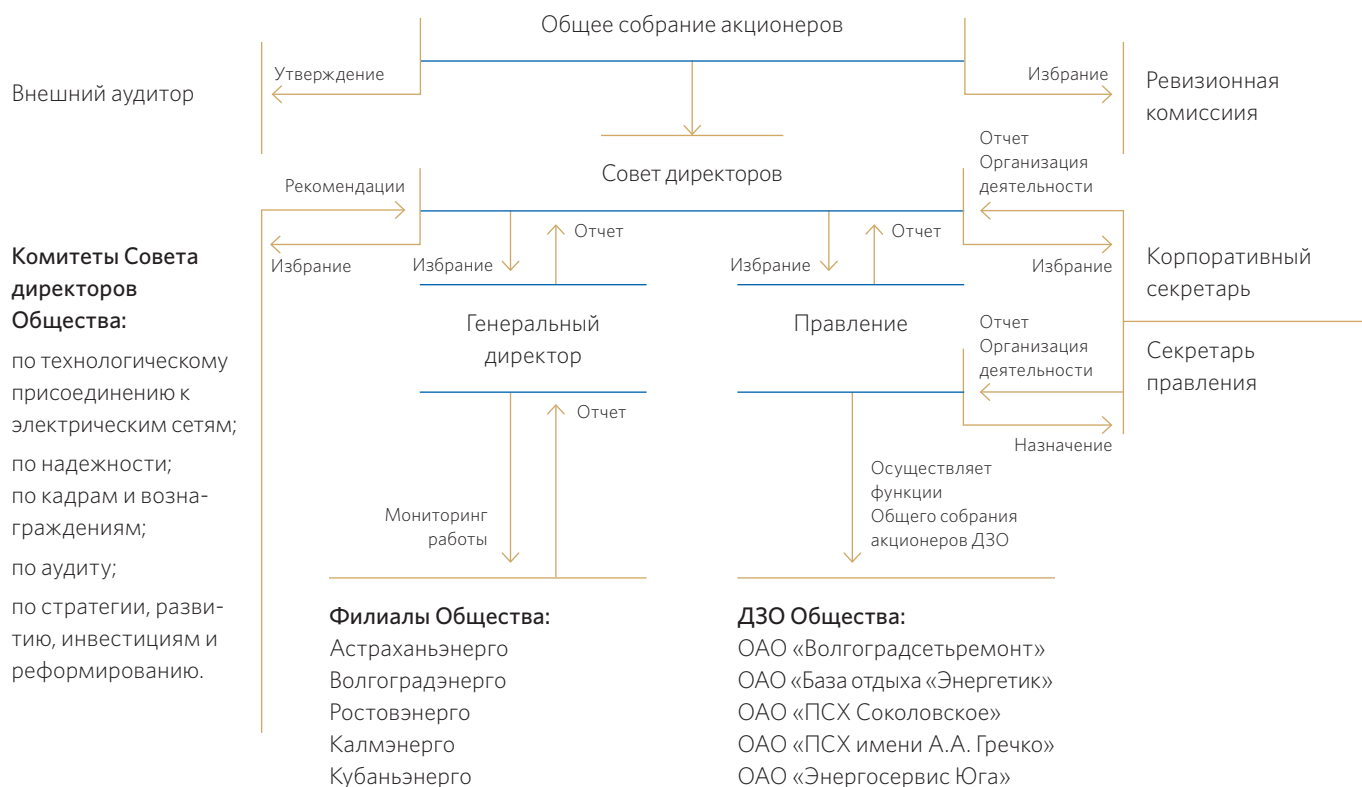 Общее собрание акционеров
Утверждение
Избрание
Внешний аудитор
Ревизионная
комиссиия
Отчет
Организация
деятельности
Совет директоров
Рекомендации
Отчет
Отчет
Избрание
Избрание
Избрание
Избрание
Комитеты Совета
директоров
Общества:
по технологическому
присоединению к
электрическим сетям;
по надежности;
по кадрам и возна-
граждениям;
по аудиту;
по стратегии, разви-
тию, инвестициям и
реформированию.
Корпоративный
секретарь
Генеральный
директор
Правление
Отчет
Организация
деятельности
Секретарь
правления
Отчет
Назначение
Мониторинг
работы
Осуществляет
функции
Общего собрания
акционеров ДЗО
Филиалы Общества:
Астраханьэнерго
Волгоградэнерго
Ростовэнерго
Калмэнерго
Кубаньэнерго
ДЗО Общества:
ОАО «Волгоградсетьремонт»
ОАО «База отдыха «Энергетик»
ОАО «ПСХ Соколовское»
ОАО «ПСХ имени А.А. Гречко»
ОАО «Энергосервис Юга»